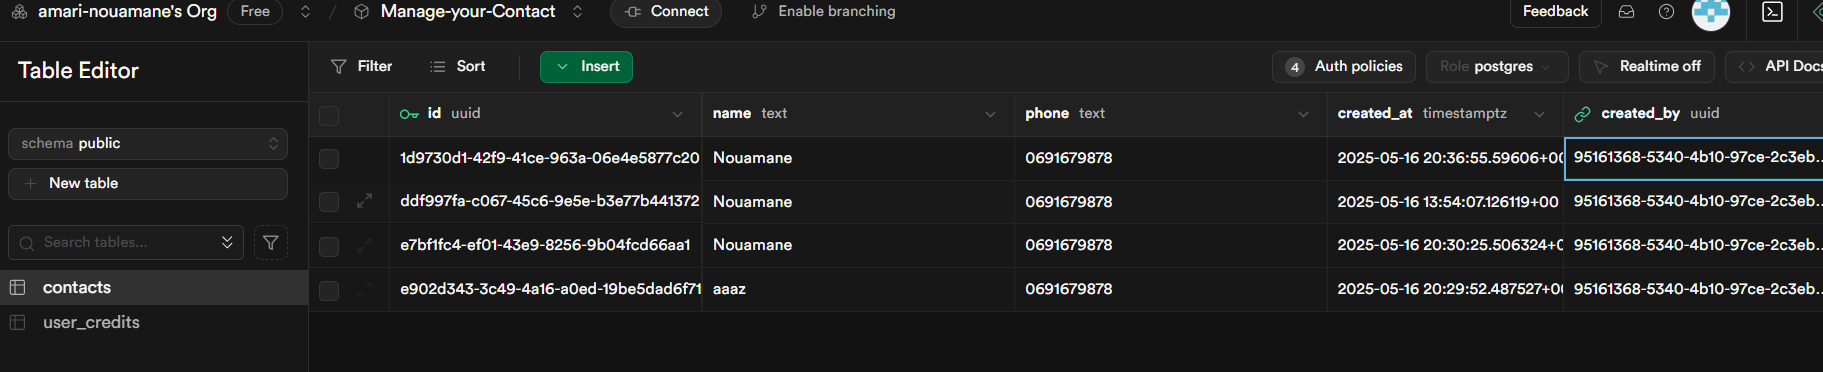 amari-nouamane's Org Free / Manage-your-Contact Connect Enable branching Feedback
Table Editor
Filter Sort Insert 4 Auth policies Role postgres Realtime off API Docs
schema public
New table
Search tables...
contacts
user_credits
id uuid name text phone text created_at timestamptz created_by uuid
1d9730d1-42f9-41ce-963a-06e4e5877c20 Nouamane 0691679878 2025-05-16 20:36:55.59606+00 95161368-5340-4b10-97ce-2c3eb...
ddf997fa-c067-45c6-9e5e-b3e77b441372 Nouamane 0691679878 2025-05-16 13:54:07.126119+00 95161368-5340-4b10-97ce-2c3eb...
e7bf1fc4-ef01-43e9-8256-9b04fcd66aa1 Nouamane 0691679878 2025-05-16 20:30:25.506324+0 95161368-5340-4b10-97ce-2c3eb...
e902d343-3c49-4a16-a0ed-19be5dad6f71 aaaz 0691679878 2025-05-16 20:29:52.487527+0 95161368-5340-4b10-97ce-2c3eb...